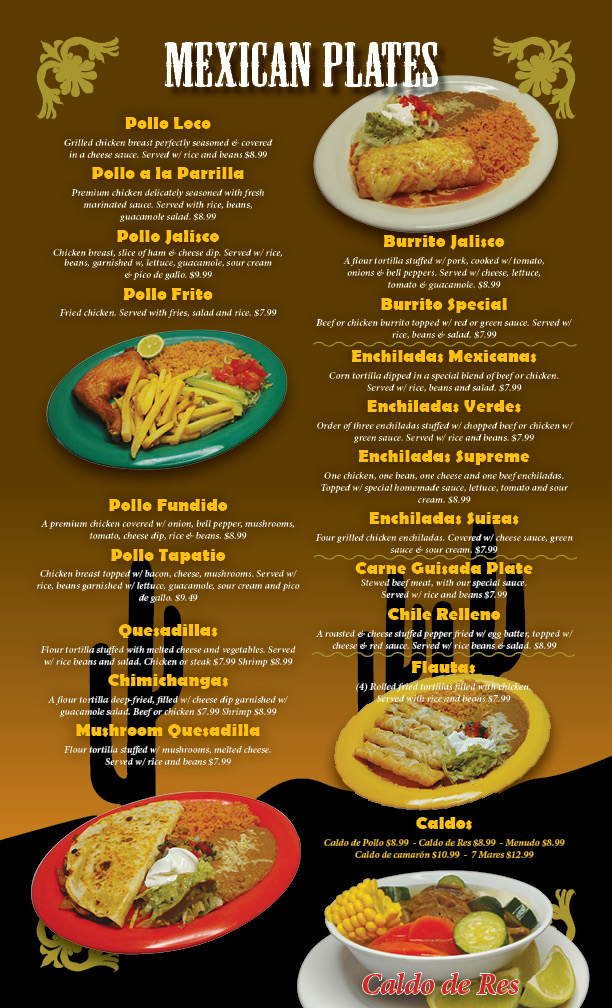 MEXICAN PLATES
Pollo Loco
Grilled chicken breast perfectly seasoned & covered
in a cheese sauce. Served w/ rice and beans $8.99
Pollo a la Parrilla
Premium chicken delicately seasoned with fresh
marinated sauce. Served with rice, beans,
guacamole salad. $8.99
Pollo Jalisco
Chicken breast, slice of ham & cheese dip. Served w/ rice,
beans, garnished w, lettuce, guacamole, sour cream
& pico de gallo. $9.99
Pollo Frito
Fried chicken. Served with fries, salad and rice. $7.99
Pollo Fundido
A premium chicken covered w/ onion, bell pepper, mushrooms,
tomato, cheese dip, rice & beans. $8.99
Pollo Tapatio
Chicken breast topped w/ bacon, cheese, mushrooms. Served w/
rice, beans garnished w/ lettuce, guacamole, sour cream and pico
de gallo. $9.49
Quesadillas
Flour tortilla stuffed with melted cheese and vegetables. Served
w/ rice beans and salad. Chicken or steak $7.99 Shrimp $8.99
Chimichangas
A flour tortilla deep-fried, filled w/ cheese dip garnished w/
guacamole salad. Beef or chicken $7.99 Shrimp $8.99
Mushroom Quesadilla
Flour tortilla stuffed w/ mushrooms, melted cheese.
Served w/ rice and beans $7.99
Burrito Jalisco
A flour tortilla stuffed w/ pork, cooked w/ tomato,
onions & bell peppers. Served w/ cheese, lettuce,
tomato & guacamole. $8.99
Burrito Special
Beef or chicken burrito topped w/ red or green sauce. Served w/
rice, beans & salad. $7.99
Enchiladas Mexicanas
Corn tortilla dipped in a special blend of beef or chicken.
Served w/ rice, beans and salad. $7.99
Enchiladas Verdes
Order of three enchiladas stuffed w/ chopped beef or chicken w/
green sauce. Served w/ rice and beans. $7.99
Enchiladas Supreme
One chicken, one bean, one cheese and one beef enchiladas.
Topped w/ special homemade sauce, lettuce, tomato and sour
cream. $8.99
Enchiladas Suizas
Four grilled chicken enchiladas. Covered w/ cheese sauce, green
sauce & sour cream. $7.99
Carne Guisada Plate
Stewed beef meat, with our special sauce.
Served w/ rice and beans $7.99
Chile Relleno
A roasted & cheese stuffed pepper fried w/ egg batter, topped w/
cheese & red sauce. Served w/ rice beans & salad. $8.99
Flautas
(4) Rolled fried tortillas filled with chicken.
Served with rice and beans $7.99
Caldos
Caldo de Pollo $8.99 - Caldo de Res $8.99 - Menudo $8.99
Caldo de camarón $10.99 - 7 Mares $12.99
Caldo de Res